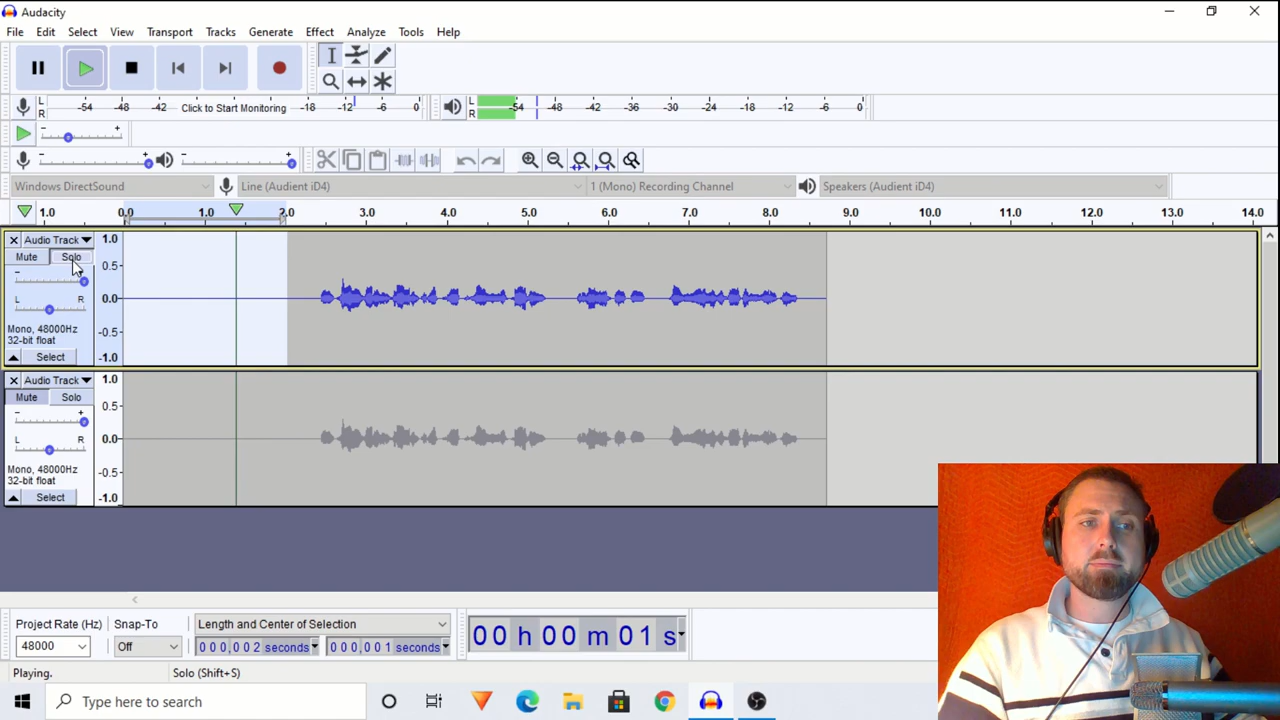 Audacity
File Edit Select View Transport Tracks Generate Effect Analyze Tools Help
L R -54 -48 -42 Click to Start Monitoring -18 -12 -6 0 L R -54 -48 -42 -36 -30 -24 -18 -12 -6 0
- +
- + - +
Windows DirectSound Line (Audient iD4) 1 (Mono) Recording Channel Speakers (Audient iD4)
1.0 0.0 1.0 2.0 3.0 4.0 5.0 6.0 7.0 8.0 9.0 10.0 11.0 12.0 13.0 14.0
Audio Track 1.0
Mute Solo
- 0.5
L R 0.0
Mono, 48000Hz -0.5
32-bit float
Select -1.0
Audio Track 1.0
Mute Solo
- + 0.5
L R 0.0
Mono, 48000Hz -0.5
32-bit float
Select -1.0
Project Rate (Hz) Snap-To Length and Center of Selection
48000 Off 0 0 0,0 0 2 seconds 0 0 0,0 0 1 seconds 0 0 h 0 0 m 0 1 s
Playing. Solo (Shift+S)
Type here to search